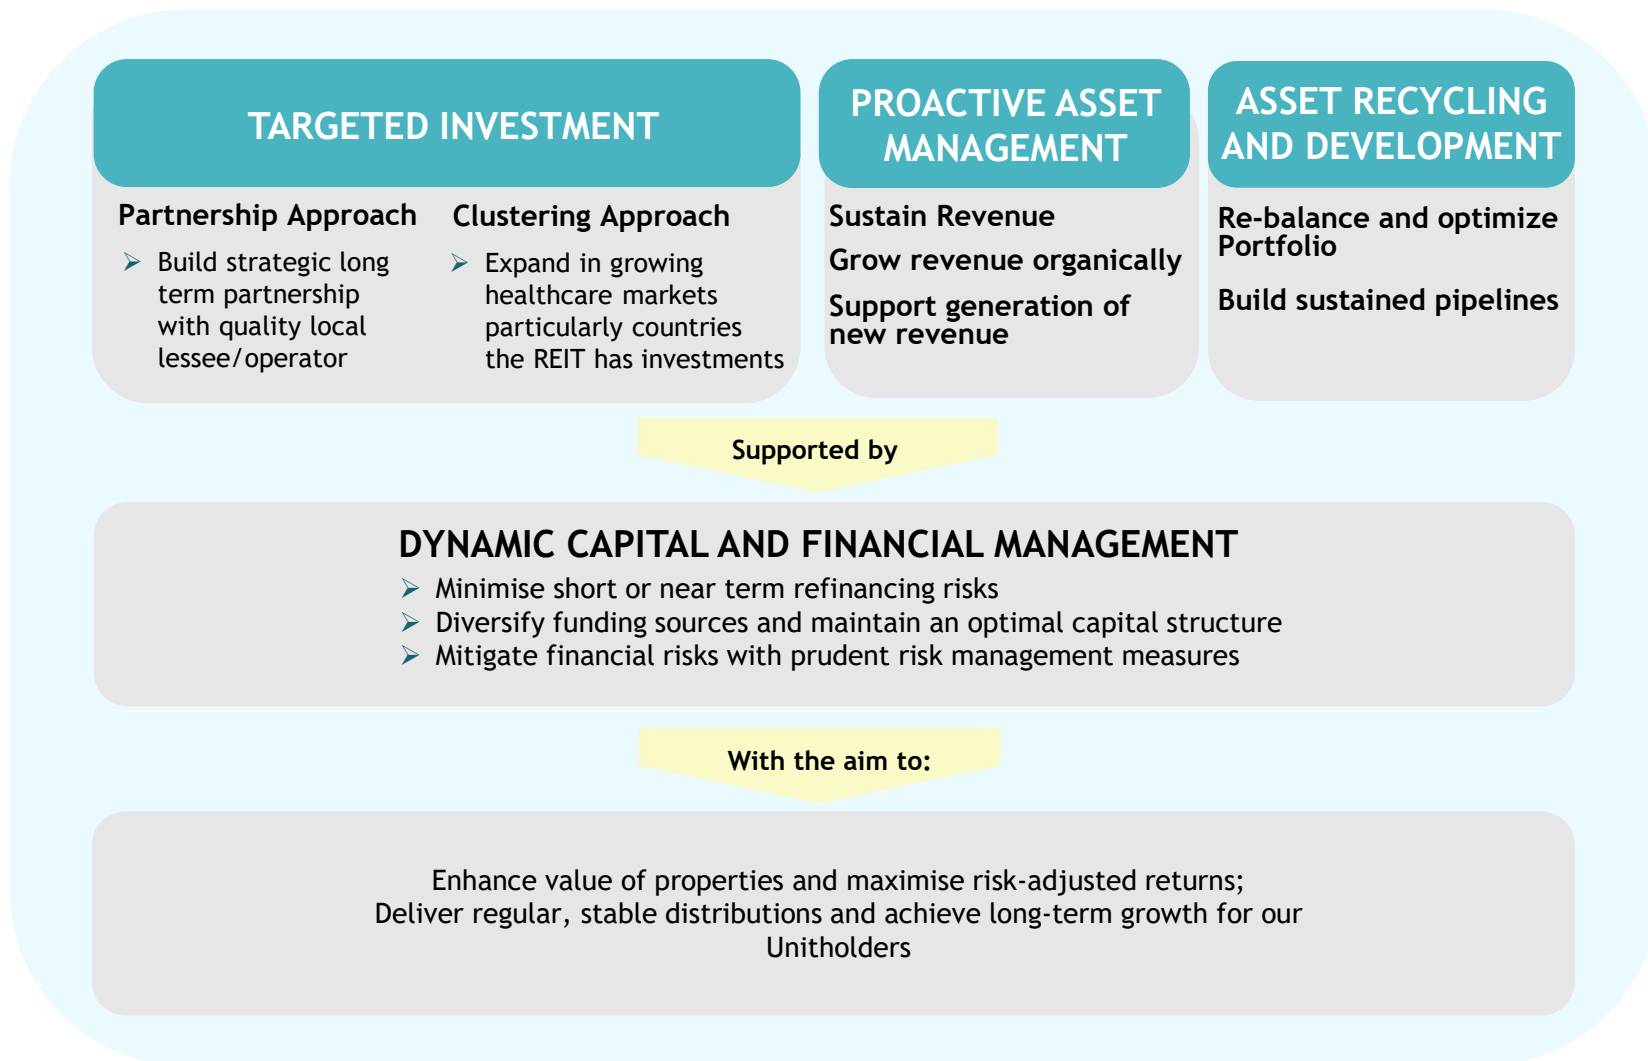 TARGETED INVESTMENT
Partnership Approach
➢ Build strategic long
term partnership
with quality local
lessee/operator
Clustering Approach
➢ Expand in growing
healthcare markets
particularly countries
the REIT has investments
PROACTIVE ASSET
MANAGEMENT
Sustain Revenue
Grow revenue organically
Support generation of
new revenue
ASSET RECYCLING
AND DEVELOPMENT
Re-balance and optimize
Portfolio
Build sustained pipelines
Supported by
DYNAMIC CAPITAL AND FINANCIAL MANAGEMENT
➢ Minimise short or near term refinancing risks
➢ Diversify funding sources and maintain an optimal capital structure
➢ Mitigate financial risks with prudent risk management measures
With the aim to:
Enhance value of properties and maximise risk-adjusted returns;
Deliver regular, stable distributions and achieve long-term growth for our
Unitholders